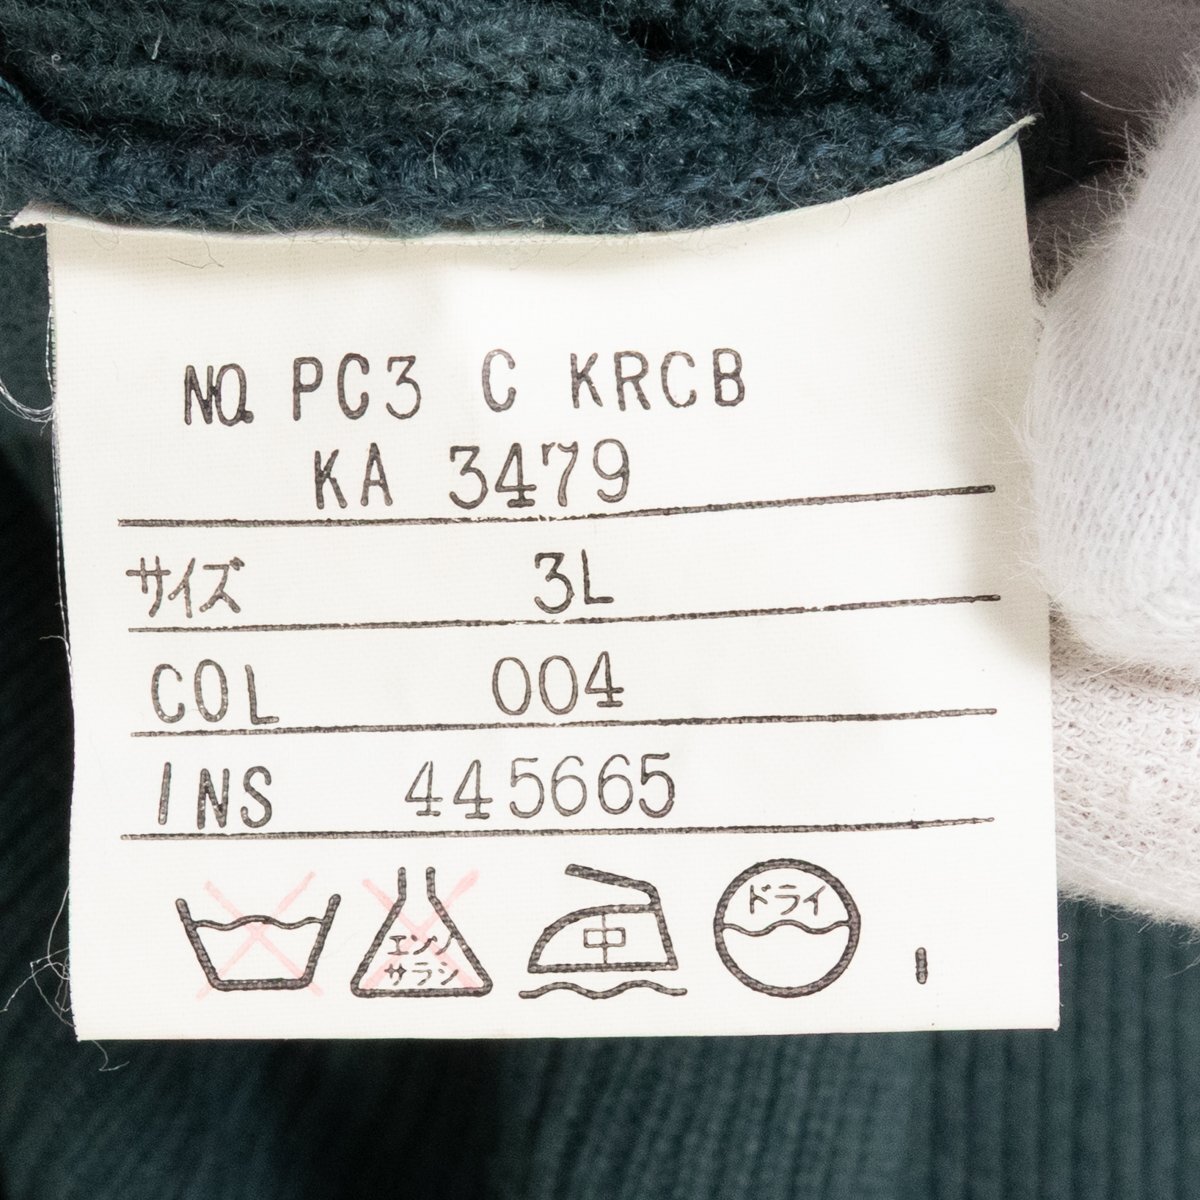 NO. PC3 C KRCB
KA 3479
サイズ 3L
COL 004
INS 445665
エンソ
サラシ
中
ドライ